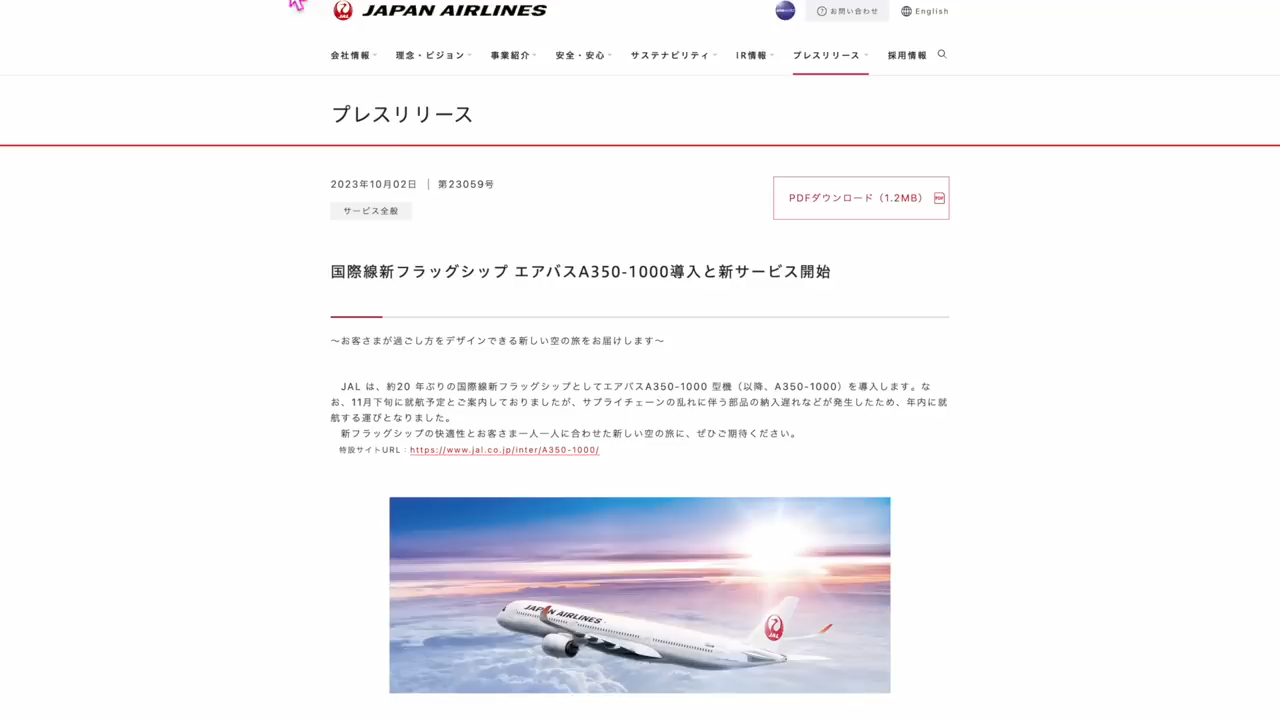 JAPAN AIRLINES
お問い合わせ
English
会社情報
理念・ビジョン
事業紹介
安全・安心
サステナビリティ
IR情報
プレスリリース
採用情報
プレスリリース
2023年10月02日 | 第23059号
PDFダウンロード（1.2MB）
サービス全般
国際線新フラッグシップ エアバスA350-1000導入と新サービス開始
～お客さまが過ごし方をデザインできる新しい空の旅をお届けします～
JAL は、約20 年ぶりの国際線新フラッグシップとしてエアバスA350-1000 型機（以降、A350-1000）を導入します。な
お、11月下旬に就航予定とご案内しておりましたが、サプライチェーンの乱れに伴う部品の納入遅れなどが発生したため、年内に就
航する運びとなりました。
新フラッグシップの快適性とお客さま一人一人に合わせた新しい空の旅に、ぜひご期待ください。
特設サイトURL：https://www.jal.co.jp/inter/A350-1000/
JAPAN AIRLINES
JAL